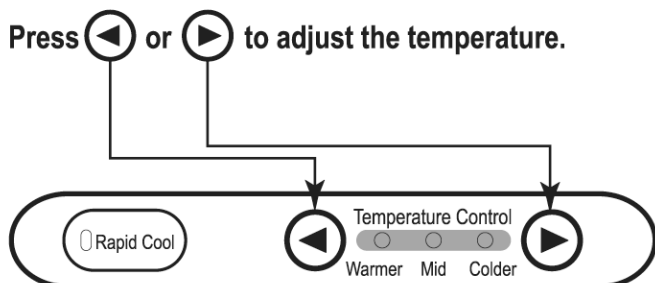 Press ◀ or ▶ to adjust the temperature.
Temperature Control
Rapid Cool
Warmer Mid Colder